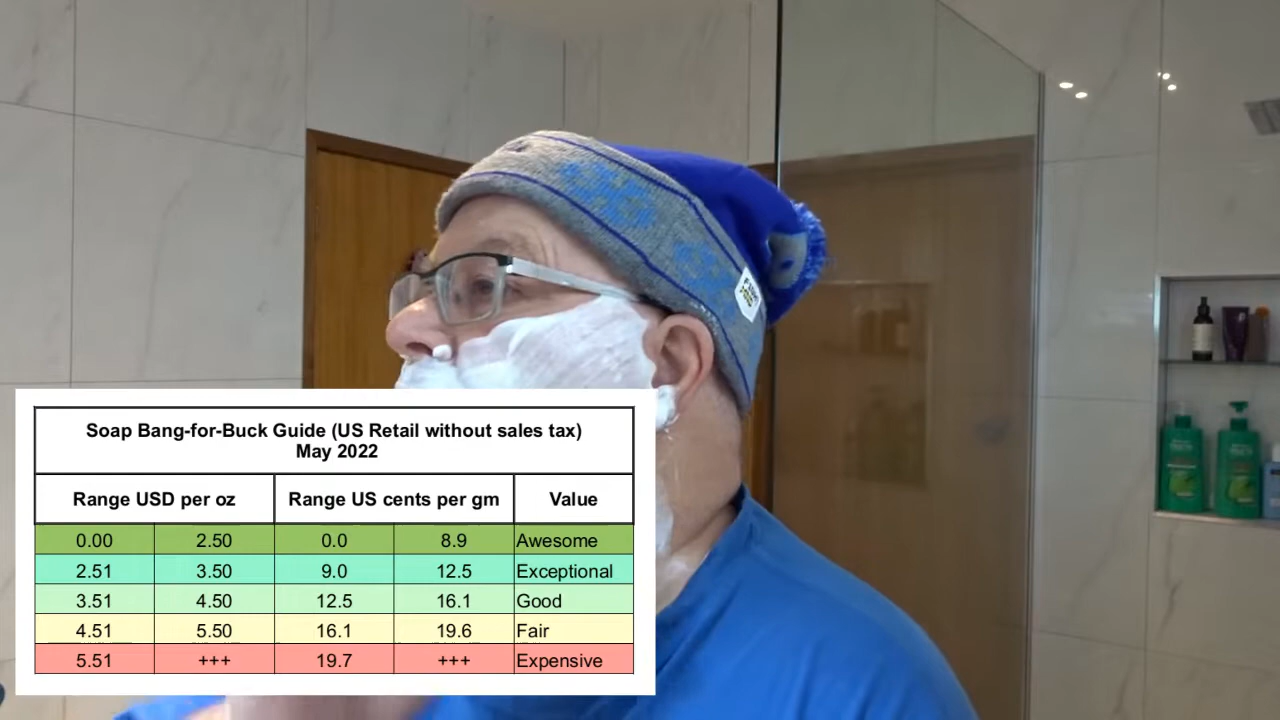 Soap Bang-for-Buck Guide (US Retail without sales tax)
May 2022
Range USD per oz Range US cents per gm Value
0.00 2.50 0.0 8.9 Awesome
2.51 3.50 9.0 12.5 Exceptional
3.51 4.50 12.5 16.1 Good
4.51 5.50 16.1 19.6 Fair
5.51 +++ 19.7 +++ Expensive